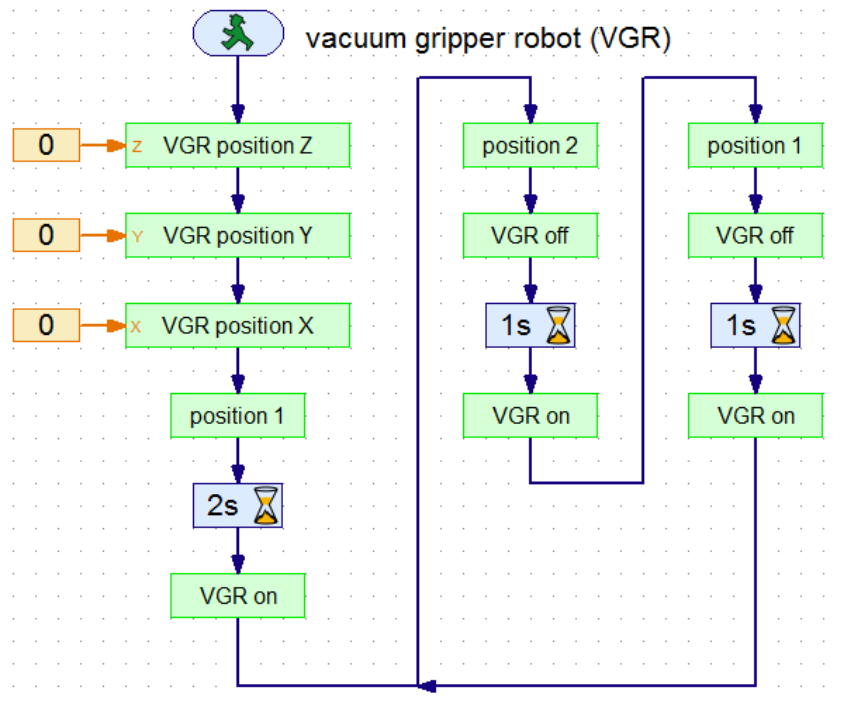 vacuum gripper robot (VGR)
0
Z VGR position Z
0
Y VGR position Y
0
X VGR position X
position 1
2s
VGR on
position 2
VGR off
1s
VGR on
position 1
VGR off
1s
VGR on